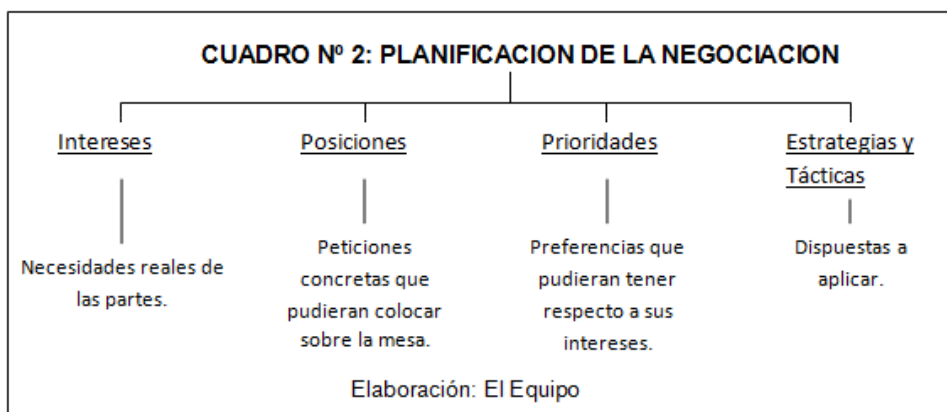 CUADRO Nº 2: PLANIFICACION DE LA NEGOCIACION
Intereses
Posiciones
Prioridades
Estrategias y
Tácticas
Necesidades reales de
las partes.
Peticiones
concretas que
pudieran colocar
sobre la mesa.
Preferencias que
pudieran tener
respecto a sus
intereses.
Dispuestas a
aplicar.
Elaboración: El Equipo